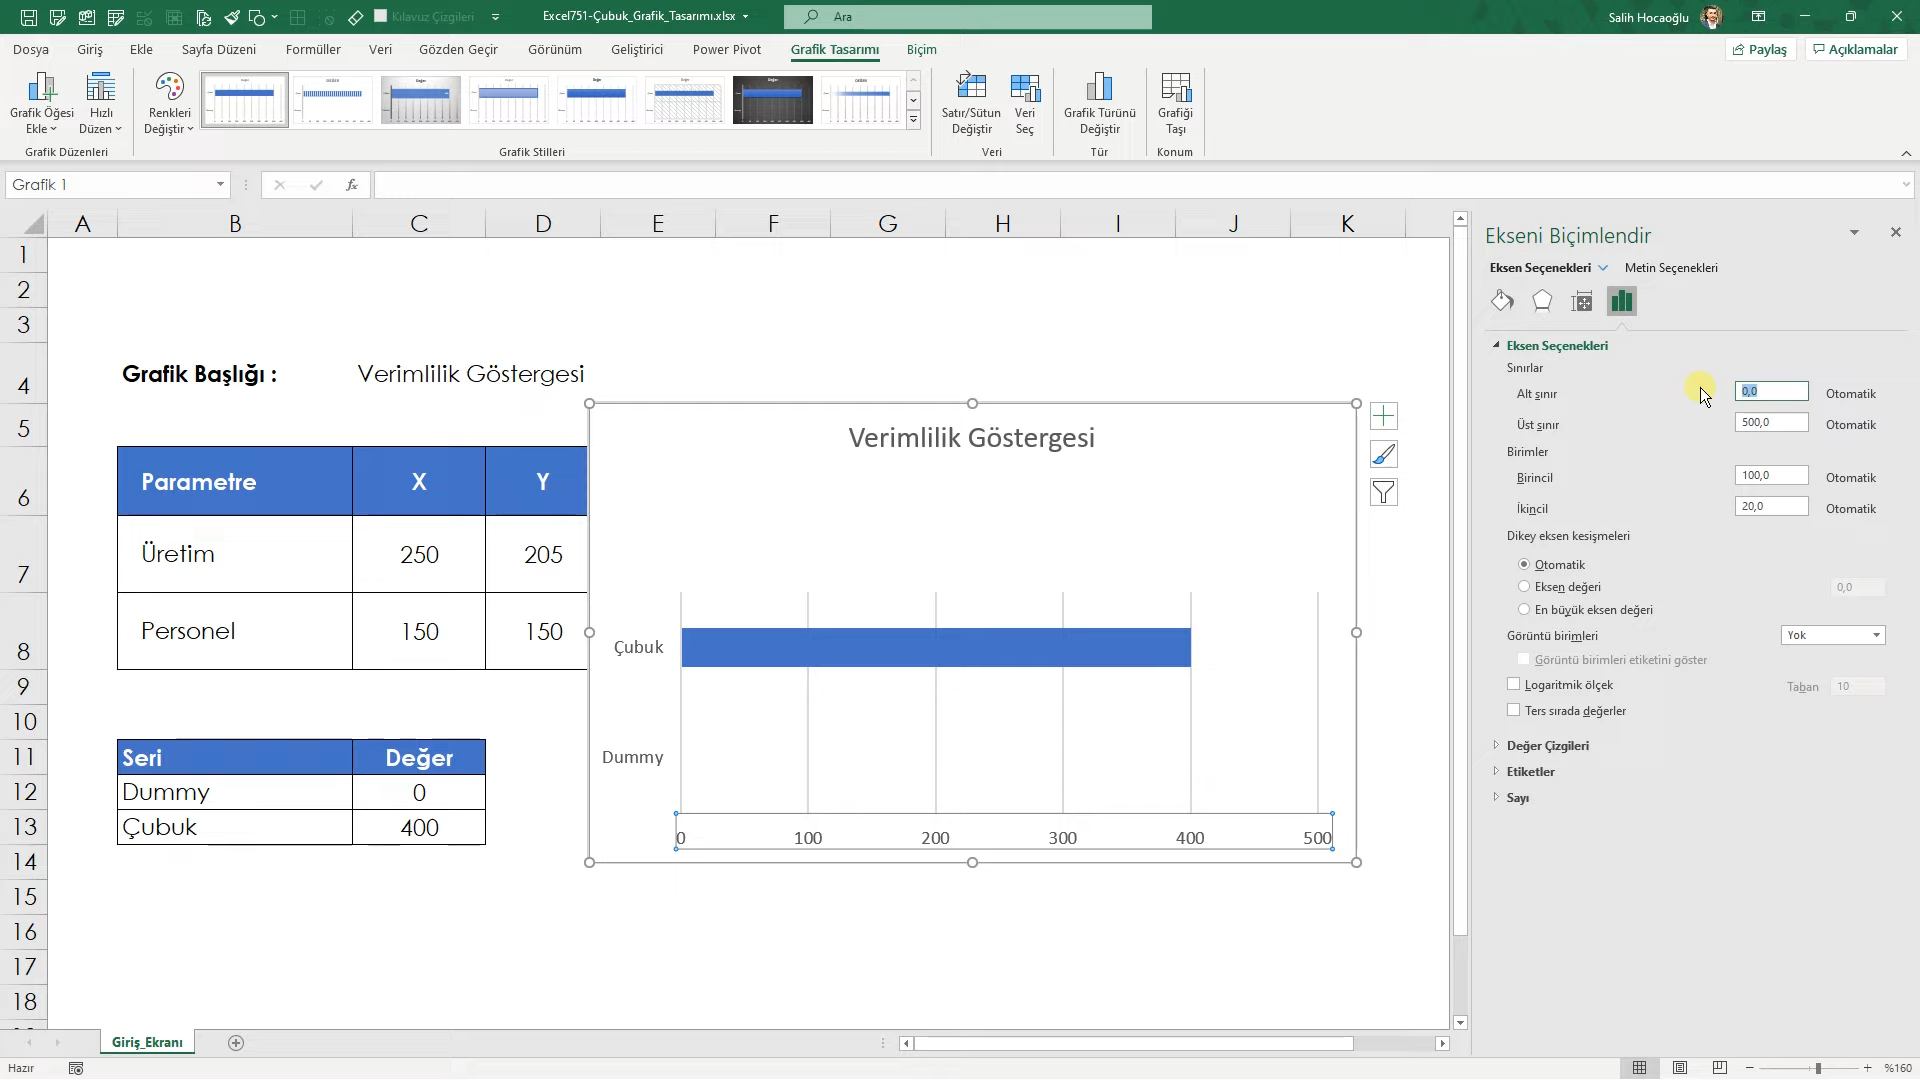 Kılavuz Çizgileri
Excel751-Çubuk_Grafik_Tasarımı.xlsx
Ara
Salih Hocaoğlu
Dosya
Giriş
Ekle
Sayfa Düzeni
Formüller
Veri
Gözden Geçir
Görünüm
Geliştirici
Power Pivot
Grafik Tasarımı
Biçim
Paylaş
Açıklamalar
Grafik Öğesi
Ekle
Hızlı
Düzen
Renkleri
Değiştir
Satır/Sütun
Değiştir
Veri
Seç
Grafik Türünü
Değiştir
Grafiği
Taşı
Grafik Düzenleri
Grafik Stilleri
Veri
Tür
Konum
Grafik 1
fx
A B C D E F G H I J K
1
2
3
4
5
6
7
8
9
10
11
12
13
14
15
16
17
18
Grafik Başlığı : Verimlilik Göstergesi
Parametre X Y
Üretim 250 205
Personel 150 150
Seri Değer
Dummy 0
Çubuk 400
Verimlilik Göstergesi
Çubuk
Dummy
0 100 200 300 400 500
Ekseni Biçimlendir
Eksen Seçenekleri
Metin Seçenekleri
Eksen Seçenekleri
Sınırlar
Alt sınır 0,0 Otomatik
Üst sınır 500,0 Otomatik
Birimler
Birincil 100,0 Otomatik
İkincil 20,0 Otomatik
Dikey eksen kesişmeleri
Otomatik
Eksen değeri 0,0
En büyük eksen değeri
Görüntü birimleri Yok
Görüntü birimleri etiketini göster
Logaritmik ölçek Taban 10
Ters sırada değerler
Değer Çizgileri
Etiketler
Sayı
Giriş_Ekranı
Hazır
%160